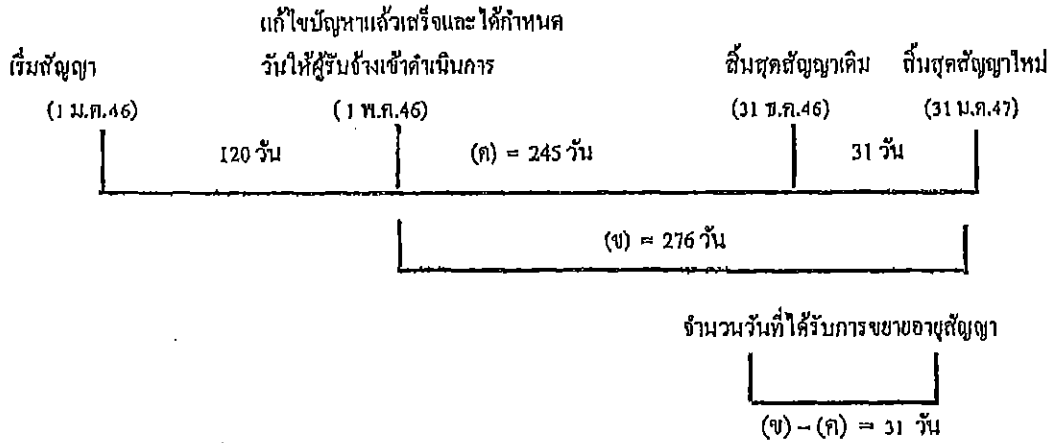 แก้ไขปัญหาแล้วเสร็จและได้กำหนด
เริ่มสัญญา วันให้ผู้รับจ้างเข้าดำเนินการ สิ้นสุดสัญญาเดิม สิ้นสุดสัญญาใหม่
(1 ม.ค.46) (1 พ.ค.46) (31 ธ.ค.46) (31 ม.ค.47)
120 วัน (ค) = 245 วัน 31 วัน
(ข) = 276 วัน
จำนวนวันที่ได้รับการขยายอายุสัญญา
(ข) – (ค) = 31 วัน